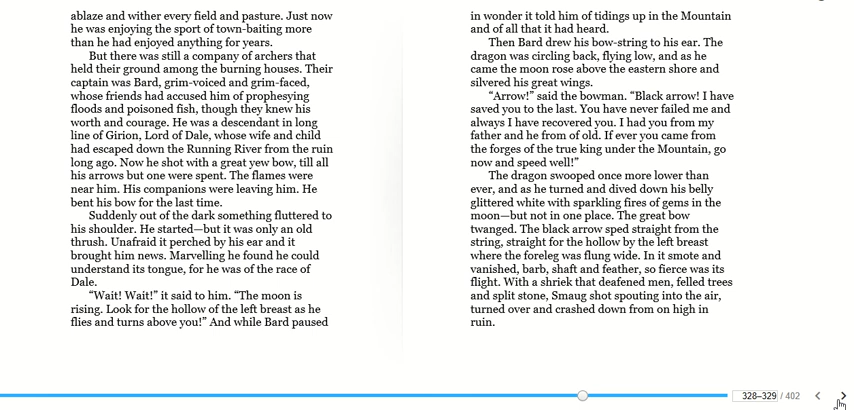 ablaze and wither every field and pasture. Just now
he was enjoying the sport of town-baiting more
than he had enjoyed anything for years.
But there was still a company of archers that
held their ground among the burning houses. Their
captain was Bard, grim-voiced and grim-faced,
whose friends had accused him of prophesying
floods and poisoned fish, though they knew his
worth and courage. He was a descendant in long
line of Girion, Lord of Dale, whose wife and child
had escaped down the Running River from the ruin
long ago. Now he shot with a great yew bow, till all
his arrows but one were spent. The flames were
near him. His companions were leaving him. He
bent his bow for the last time.
Suddenly out of the dark something fluttered to
his shoulder. He started—but it was only an old
thrush. Unafraid it perched by his ear and it
brought him news. Marvelling he found he could
understand its tongue, for he was of the race of
Dale.
“Wait! Wait!” it said to him. “The moon is
rising. Look for the hollow of the left breast as he
flies and turns above you!” And while Bard paused
in wonder it told him of tidings up in the Mountain
and of all that it had heard.
Then Bard drew his bow-string to his ear. The
dragon was circling back, flying low, and as he
came the moon rose above the eastern shore and
silvered his great wings.
“Arrow!” said the bowman. “Black arrow! I have
saved you to the last. You have never failed me and
always I have recovered you. I had you from my
father and he from of old. If ever you came from
the forges of the true king under the Mountain, go
now and speed well!”
The dragon swooped once more lower than
ever, and as he turned and dived down his belly
glittered white with sparkling fires of gems in the
moon—but not in one place. The great bow
twanged. The black arrow sped straight from the
string, straight for the hollow by the left breast
where the foreleg was flung wide. In it smote and
vanished, barb, shaft and feather, so fierce was its
flight. With a shriek that deafened men, felled trees
and split stone, Smaug shot spouting into the air,
turned over and crashed down from on high in
ruin.
328–329 / 402